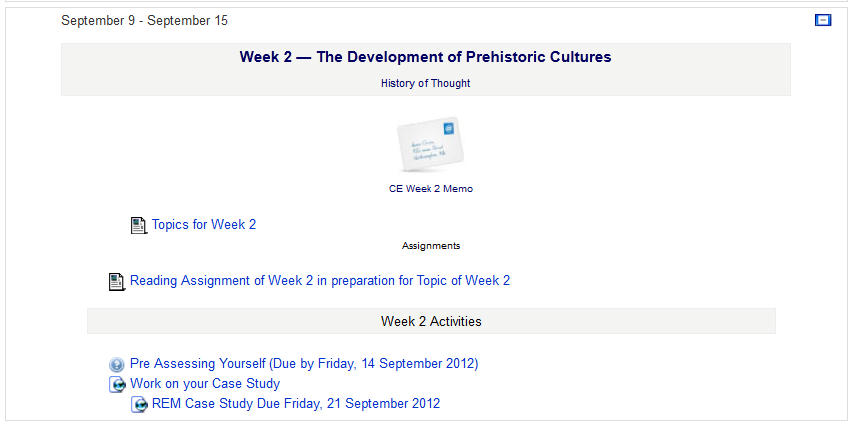 September 9 - September 15
Week 2 — The Development of Prehistoric Cultures
History of Thought
CE Week 2 Memo
Topics for Week 2
Assignments
Reading Assignment of Week 2 in preparation for Topic of Week 2
Week 2 Activities
Pre Assessing Yourself (Due by Friday, 14 September 2012)
Work on your Case Study
REM Case Study Due Friday, 21 September 2012